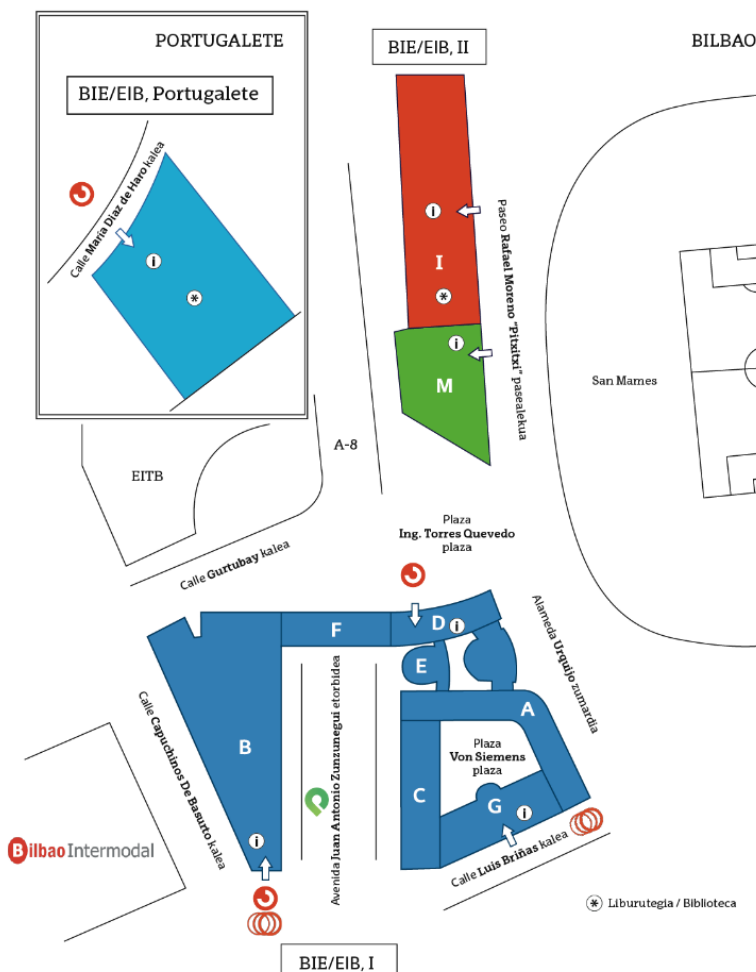 PORTUGALETE
BIE/EIB, Portugalete
Calle María Díaz de Haro kalea
i
*
BIE/EIB, II
BILBAO
i
I
*
i
M
Paseo Rafael Moreno "Pitxitxi" pasealekua
San Mames
A-8
EITB
Calle Gurtubay kalea
Plaza
Ing. Torres Quevedo
plaza
F
D i
E
A
Alameda Urquijo zumardia
B
Calle Capuchinos De Basurto kalea
Avenida Juan Antonio Zunzunegui etorbidea
Plaza
Von Siemens
plaza
C
G
i
i
Calle Luis Briñas kalea
Bilbao Intermodal
* Liburutegia / Biblioteca
BIE/EIB, I